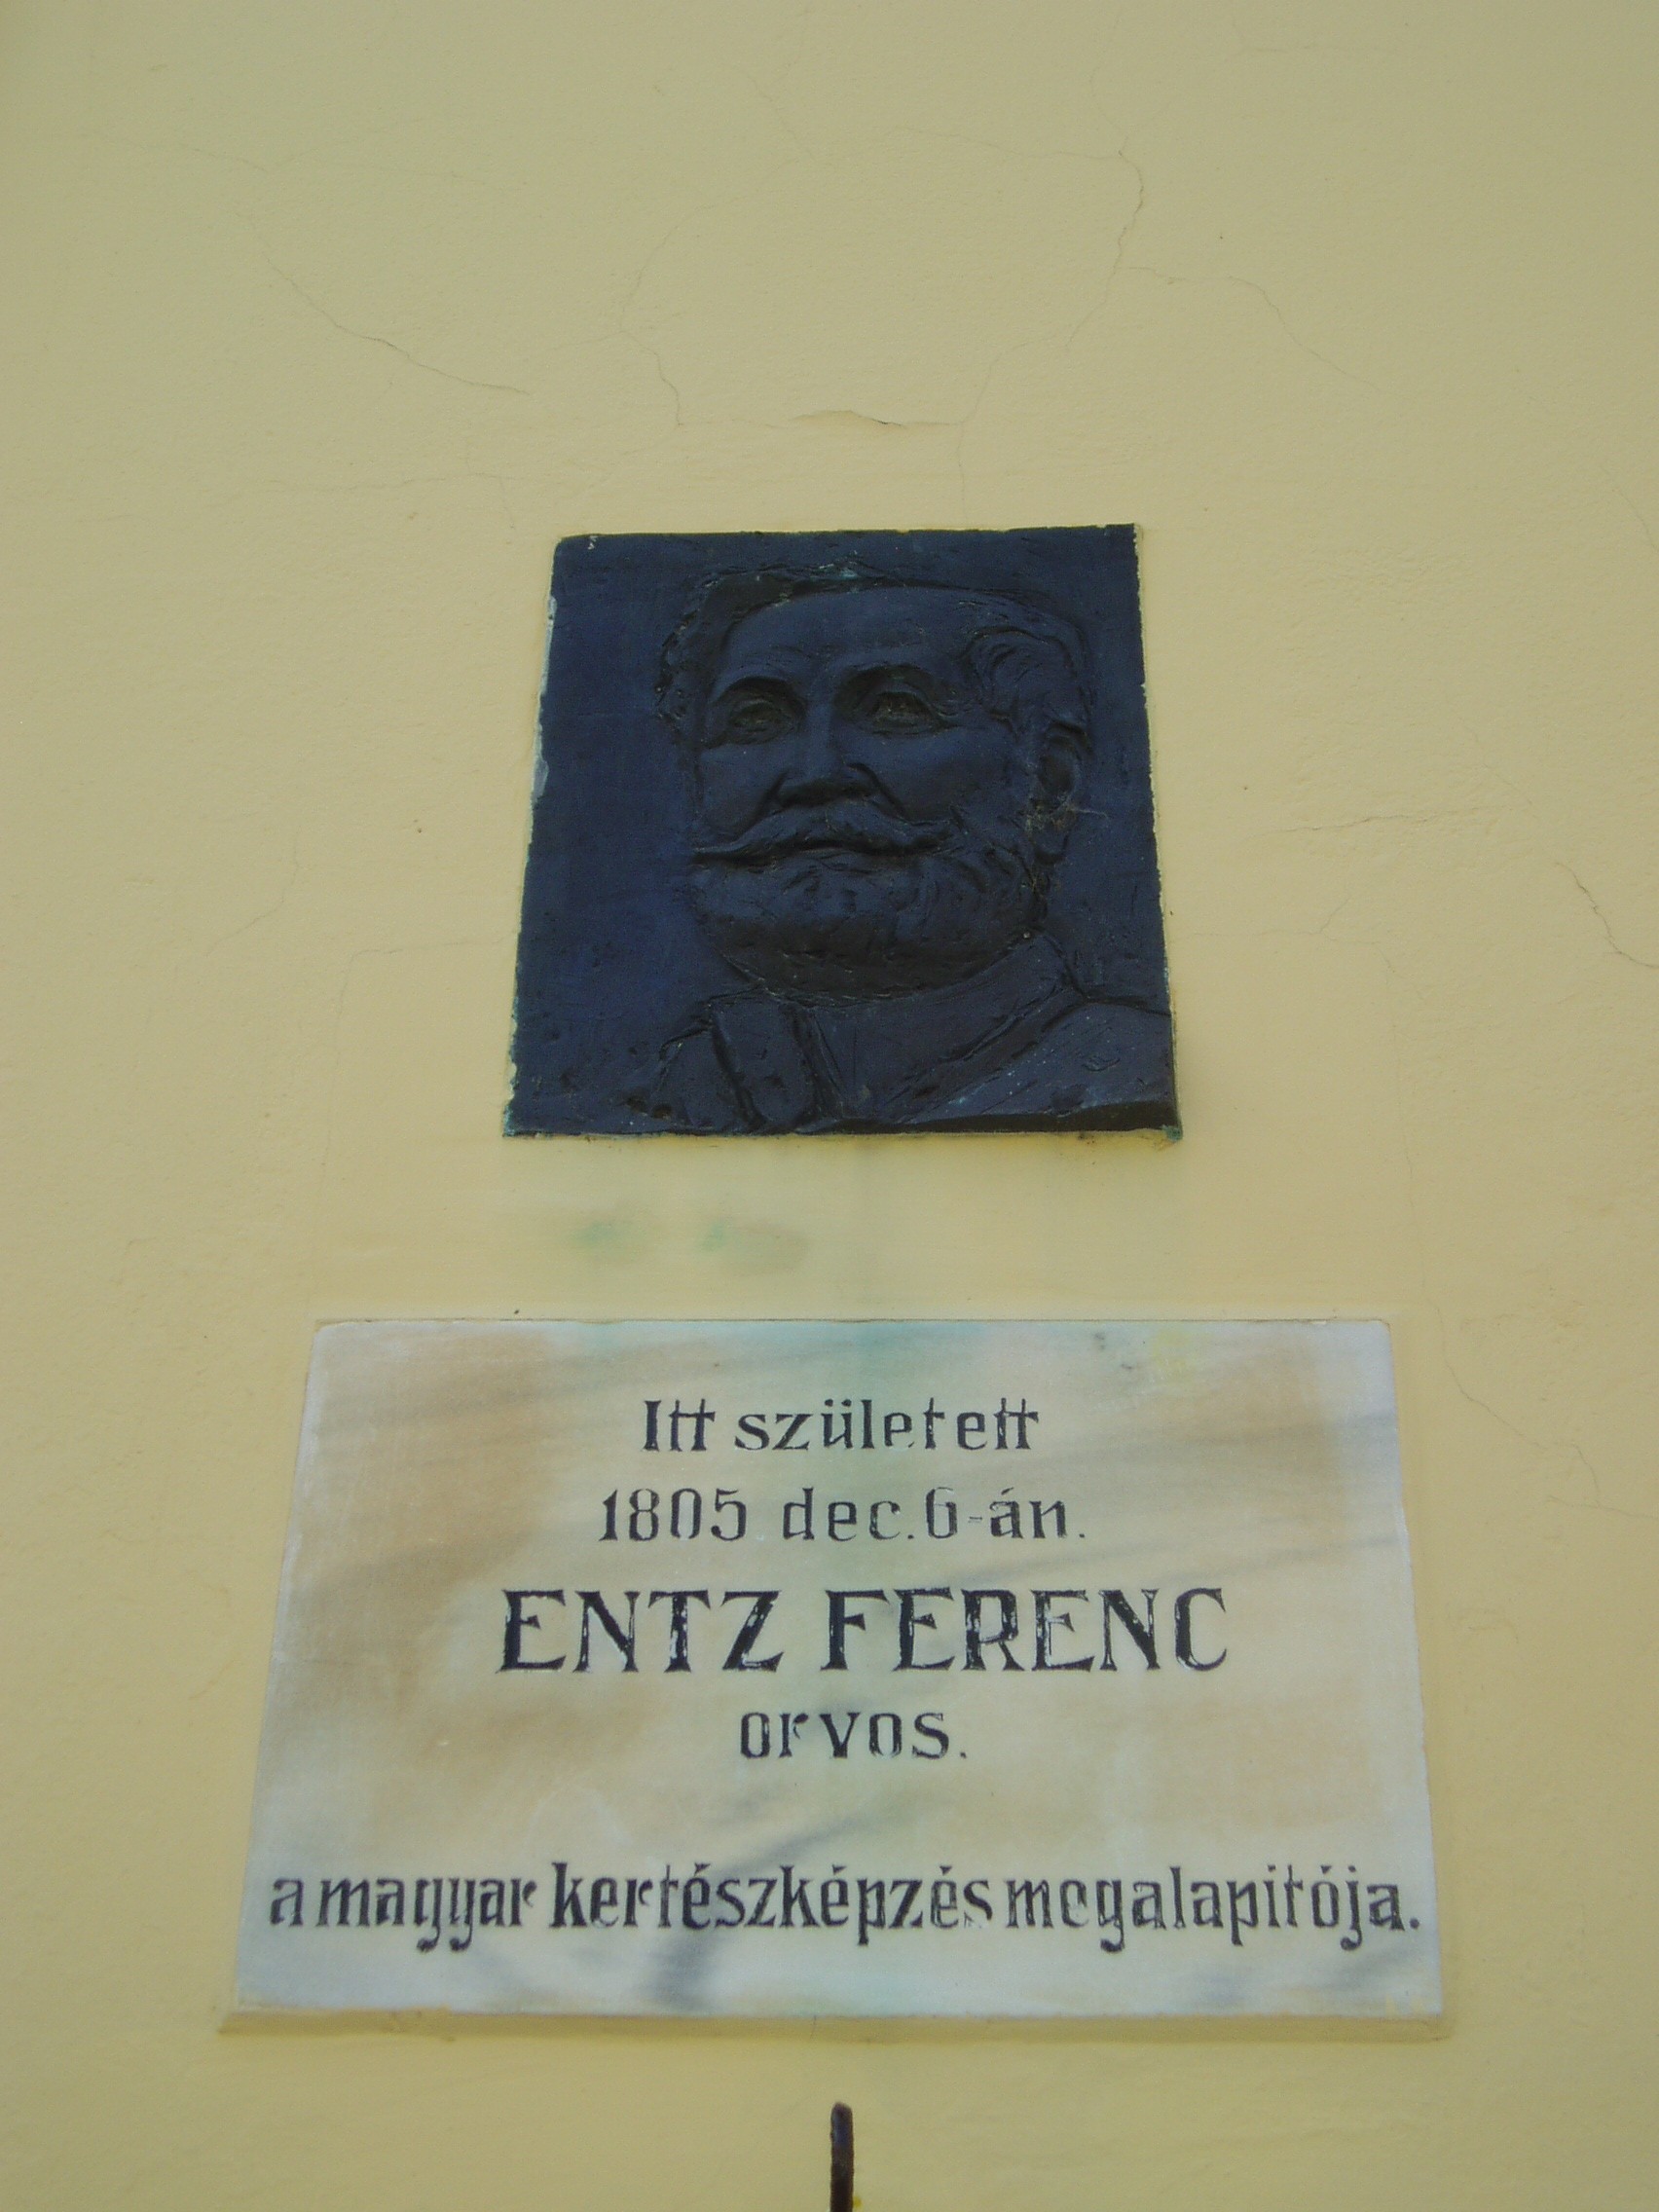 Itt született
1805 dec. 6-án.
ENTZ FERENC
orvos.
a magyar kertészképzés megalapitója.